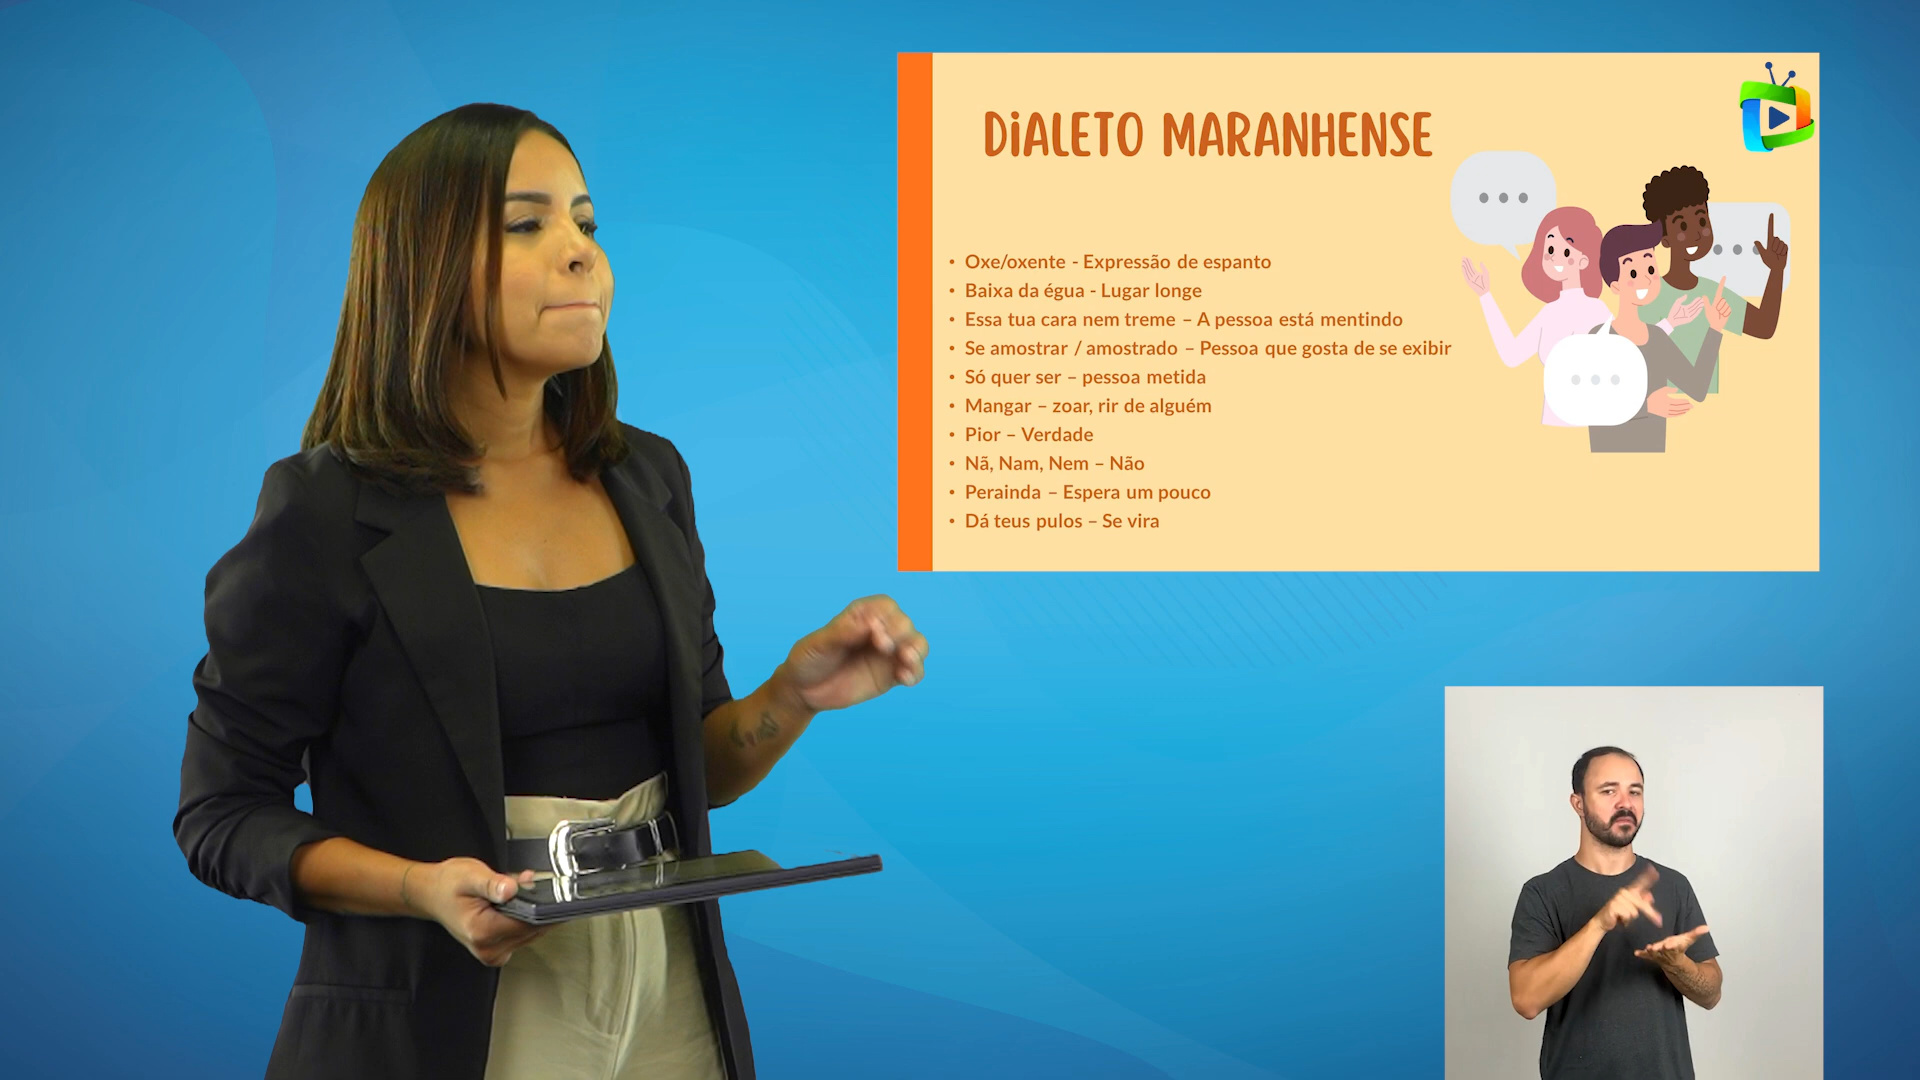 DiALETO MARANHENSE
• Oxe/oxente - Expressão de espanto
• Baixa da égua - Lugar longe
• Essa tua cara nem treme – A pessoa está mentindo
• Se amostrar / amostrado – Pessoa que gosta de se exibir
• Só quer ser – pessoa metida
• Mangar – zoar, rir de alguém
• Pior – Verdade
• Nã, Nam, Nem – Não
• Perainda – Espera um pouco
• Dá teus pulos – Se vira